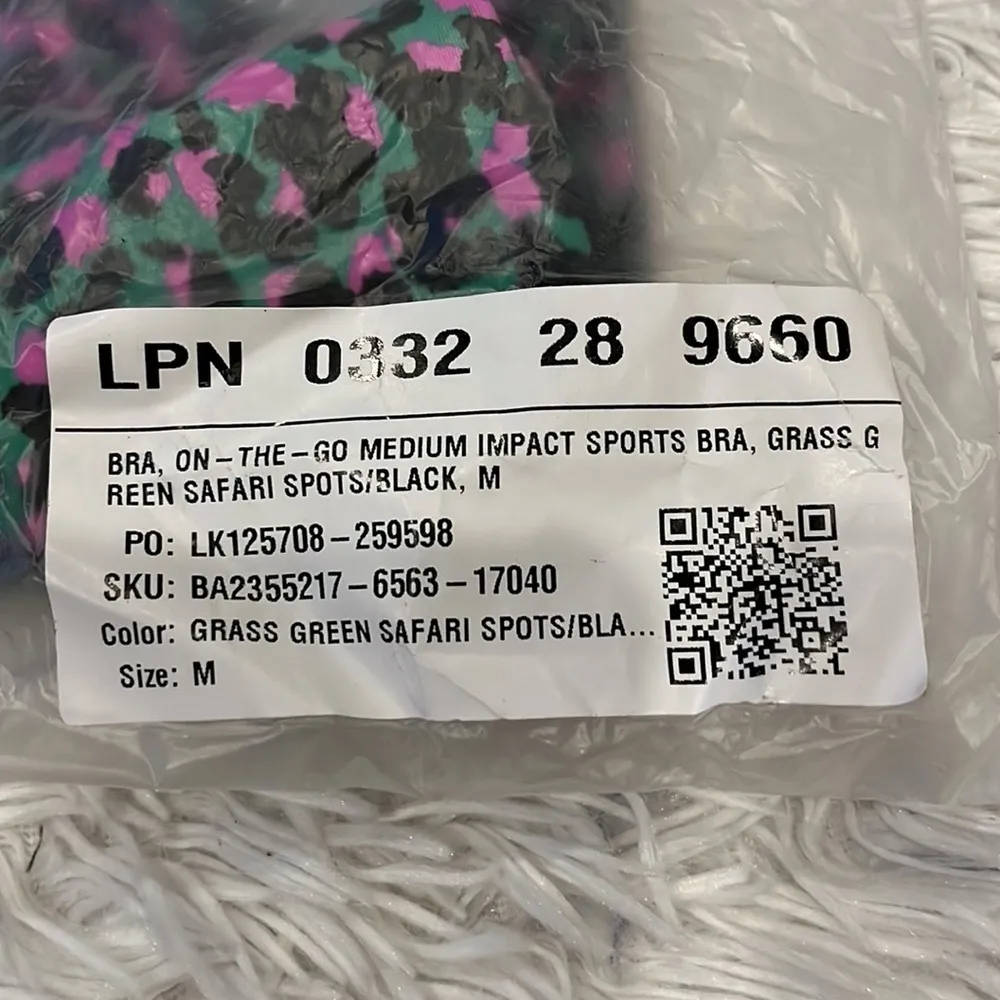 LPN 0332 28 9660
BRA, ON-THE-GO MEDIUM IMPACT SPORTS BRA, GRASS G
REEN SAFARI SPOTS/BLACK, M
PO: LK125708-259598
SKU: BA2355217-6563-17040
Color: GRASS GREEN SAFARI SPOTS/BLA...
Size: M